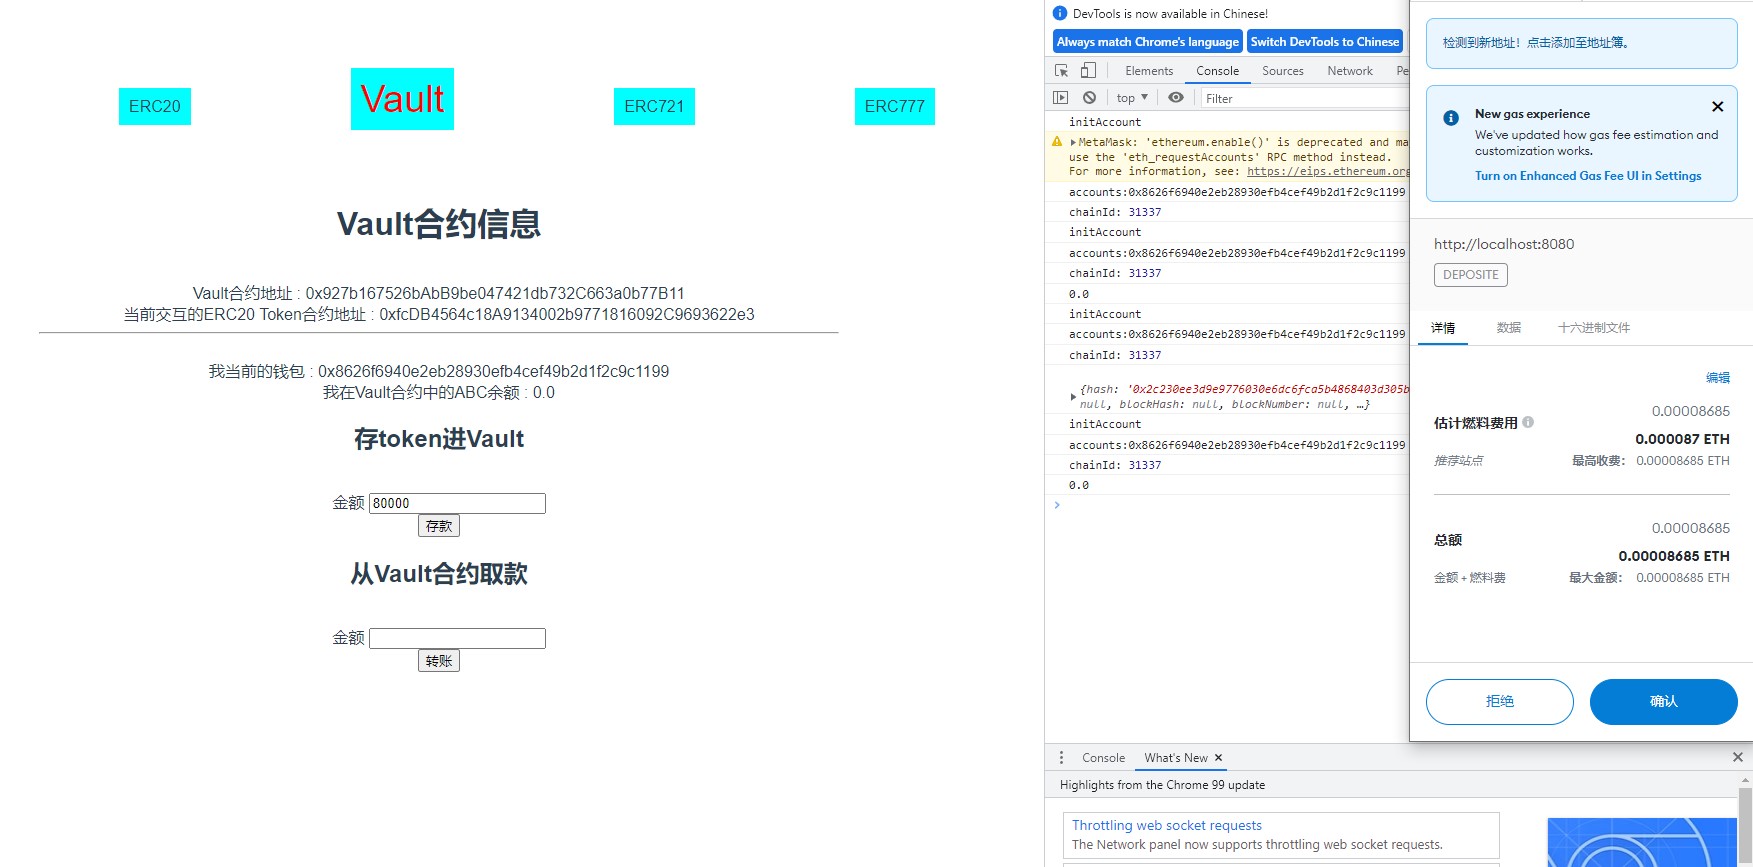 ERC20
Vault
ERC721
ERC777
Vault合约信息
Vault合约地址 : 0x927b167526bAbB9be047421db732C663a0b77B11
当前交互的ERC20 Token合约地址 : 0xfcDB4564c18A9134002b9771816092C9693622e3
我当前的钱包 : 0x8626f6940e2eb28930efb4cef49b2d1f2c9c1199
我在Vault合约中的ABC余额 : 0.0
存token进Vault
金额 80000
存款
从Vault合约取款
金额
转账
DevTools is now available in Chinese!
Always match Chrome's language
Switch DevTools to Chinese
Elements
Console
Sources
Network
Pe
top
Filter
initAccount
MetaMask: 'ethereum.enable()' is deprecated and ma
use the 'eth_requestAccounts' RPC method instead.
For more information, see: https://eips.ethereum.org
accounts:0x8626f6940e2eb28930efb4cef49b2d1f2c9c1199
chainId: 31337
initAccount
accounts:0x8626f6940e2eb28930efb4cef49b2d1f2c9c1199
chainId: 31337
0.0
initAccount
accounts:0x8626f6940e2eb28930efb4cef49b2d1f2c9c1199
chainId: 31337
{hash: '0x2c230ee3d9e9776030e6dc6fca5b4868403d305b
null, blockHash: null, blockNumber: null, …}
initAccount
accounts:0x8626f6940e2eb28930efb4cef49b2d1f2c9c1199
chainId: 31337
0.0
检测到新地址！点击添加至地址簿。
New gas experience
We've updated how gas fee estimation and
customization works.
Turn on Enhanced Gas Fee UI in Settings
http://localhost:8080
DEPOSITE
详情
数据
十六进制文件
编辑
0.00008685
估计燃料费用
0.000087 ETH
推荐站点
最高收费： 0.00008685 ETH
0.00008685
总额
0.00008685 ETH
金额 + 燃料费
最大金额： 0.00008685 ETH
拒绝
确认
Console
What's New
Highlights from the Chrome 99 update
Throttling web socket requests
The Network panel now supports throttling web socket requests.